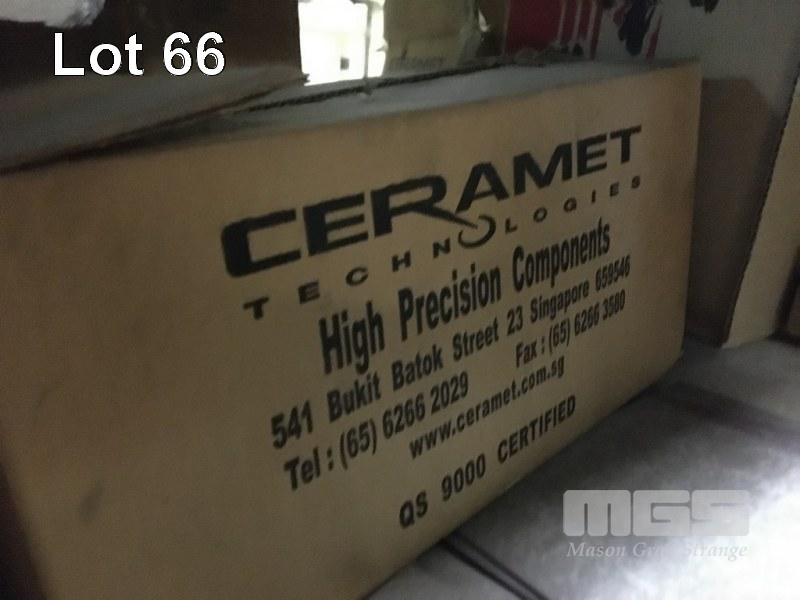 Lot 66
CERAMET
TECHNOLOGIES
High Precision Components
541 Bukit Batok Street 23 Singapore 659546
Tel : (65) 6266 2029 Fax : (65) 6266 3500
www.ceramet.com.sg
QS 9000 CERTIFIED
MGS
Mason Gray Strange